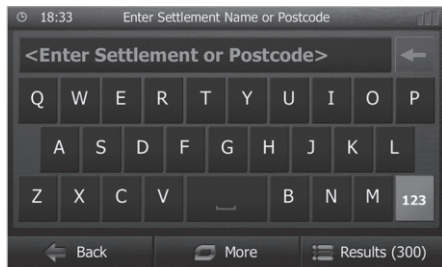 18:33 Enter Settlement Name or Postcode
<Enter Settlement or Postcode>
Q W E R T Y U I O P
A S D F G H J K L
Z X C V B N M 123
Back More Results (300)